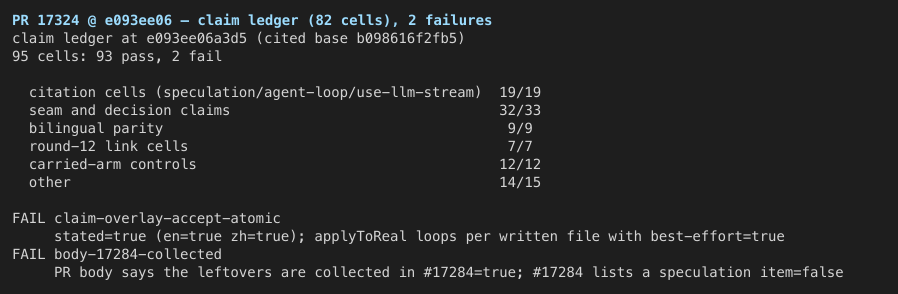 PR 17324 @ e093ee06 — claim ledger (82 cells), 2 failures
claim ledger at e093ee06a3d5 (cited base b098616f2fb5)
95 cells: 93 pass, 2 fail
citation cells (speculation/agent-loop/use-llm-stream) 19/19
seam and decision claims 32/33
bilingual parity 9/9
round-12 link cells 7/7
carried-arm controls 12/12
other 14/15
FAIL claim-overlay-accept-atomic
stated=true (en=true zh=true); applyToReal loops per written file with best-effort=true
FAIL body-17284-collected
PR body says the leftovers are collected in #17284=true; #17284 lists a speculation item=false